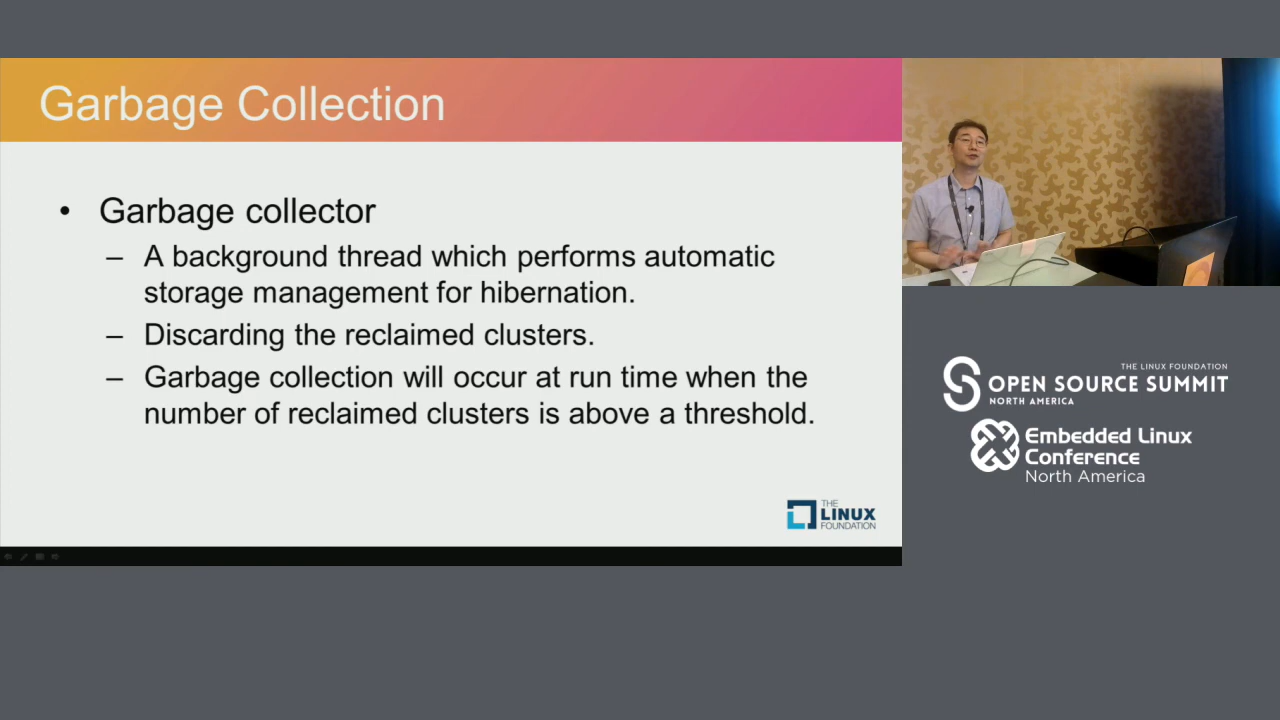 Garbage Collection
• Garbage collector
– A background thread which performs automatic
storage management for hibernation.
– Discarding the reclaimed clusters.
– Garbage collection will occur at run time when the
number of reclaimed clusters is above a threshold.
THE
LINUX
FOUNDATION
THE LINUX FOUNDATION
OPEN SOURCE SUMMIT
NORTH AMERICA
Embedded Linux
Conference
North America